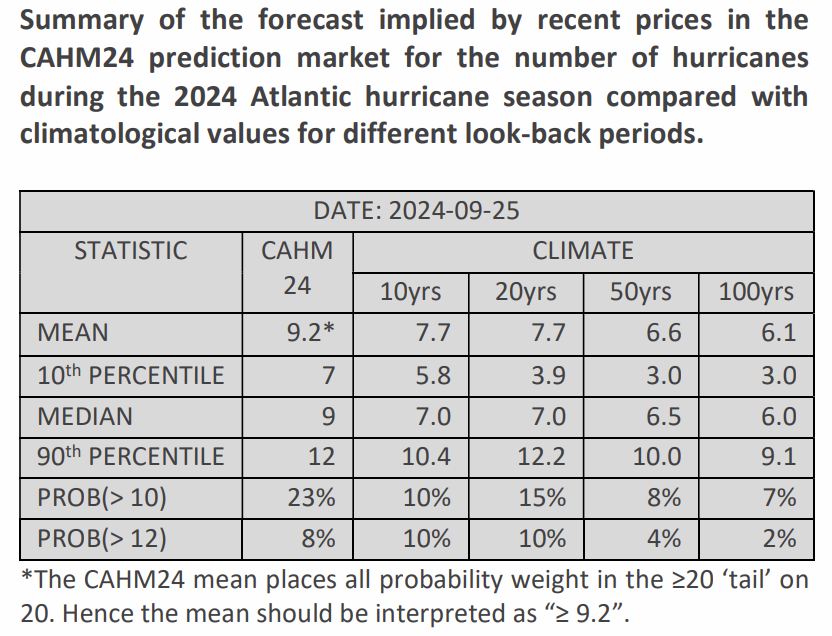 Summary of the forecast implied by recent prices in the
CAHM24 prediction market for the number of hurricanes
during the 2024 Atlantic hurricane season compared with
climatological values for different look-back periods.
DATE: 2024-09-25
STATISTIC CAHM 24 CLIMATE
10yrs 20yrs 50yrs 100yrs
MEAN 9.2* 7.7 7.7 6.6 6.1
10th PERCENTILE 7 5.8 3.9 3.0 3.0
MEDIAN 9 7.0 7.0 6.5 6.0
90th PERCENTILE 12 10.4 12.2 10.0 9.1
PROB(> 10) 23% 10% 15% 8% 7%
PROB(> 12) 8% 10% 10% 4% 2%
*The CAHM24 mean places all probability weight in the ≥20 ‘tail’ on
20. Hence the mean should be interpreted as “≥ 9.2”.